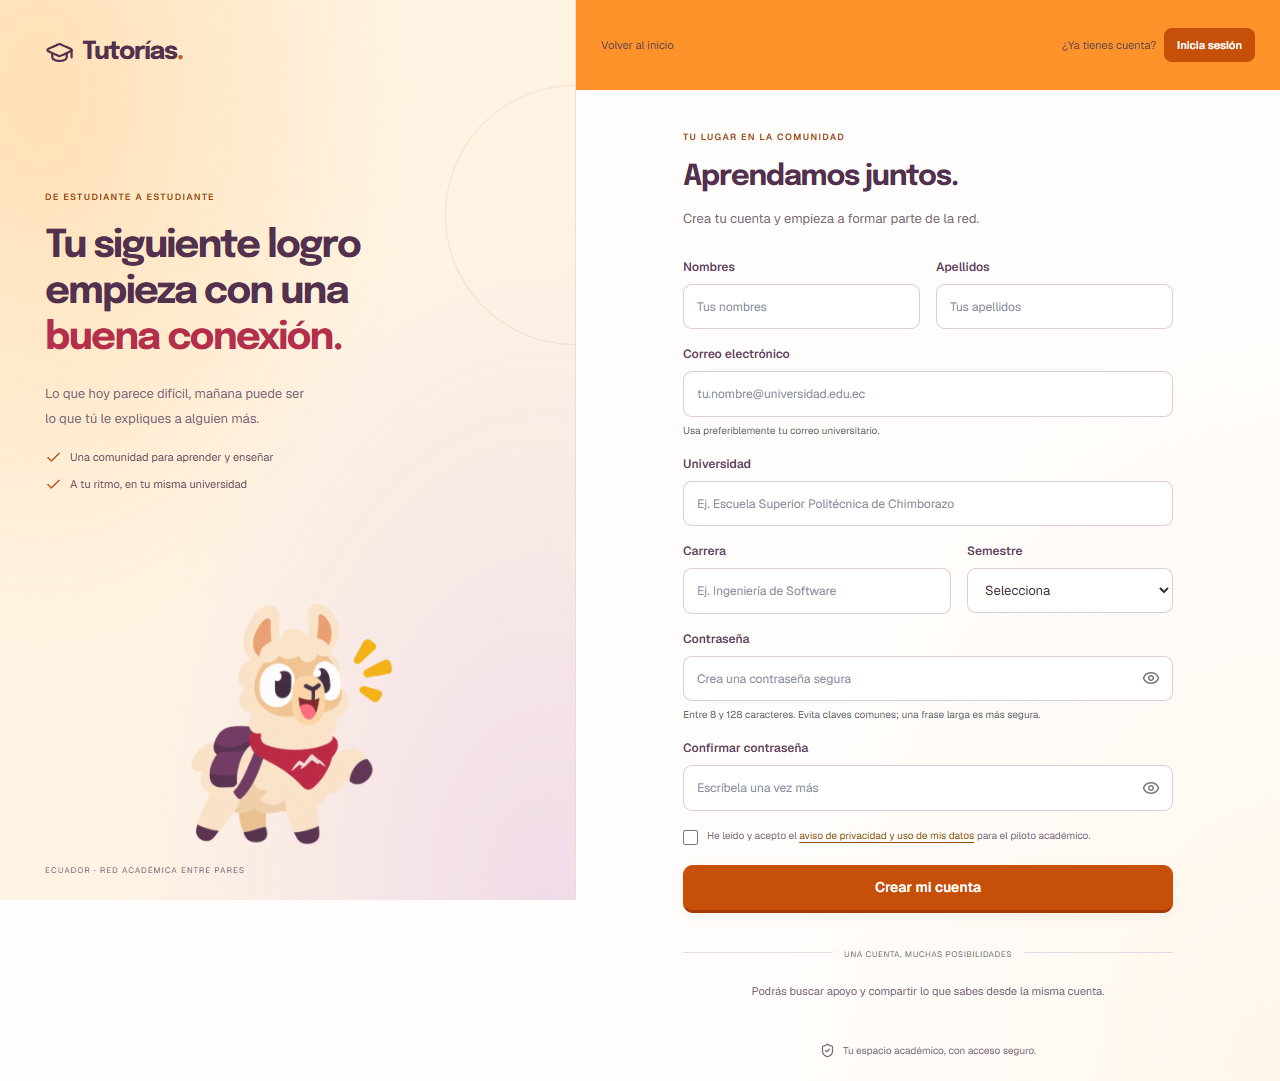 Tutorías.
DE ESTUDIANTE A ESTUDIANTE
Tu siguiente logro
empieza con una
buena conexión.
Lo que hoy parece difícil, mañana puede ser
lo que tú le expliques a alguien más.
Una comunidad para aprender y enseñar
A tu ritmo, en tu misma universidad
ECUADOR · RED ACADÉMICA ENTRE PARES
Volver al inicio
¿Ya tienes cuenta?
Inicia sesión
TU LUGAR EN LA COMUNIDAD
Aprendamos juntos.
Crea tu cuenta y empieza a formar parte de la red.
Nombres
Tus nombres
Apellidos
Tus apellidos
Correo electrónico
tu.nombre@universidad.edu.ec
Usa preferiblemente tu correo universitario.
Universidad
Ej. Escuela Superior Politécnica de Chimborazo
Carrera
Ej. Ingeniería de Software
Semestre
Selecciona
Contraseña
Crea una contraseña segura
Entre 8 y 128 caracteres. Evita claves comunes; una frase larga es más segura.
Confirmar contraseña
Escríbela una vez más
He leído y acepto el aviso de privacidad y uso de mis datos para el piloto académico.
Crear mi cuenta
UNA CUENTA, MUCHAS POSIBILIDADES
Podrás buscar apoyo y compartir lo que sabes desde la misma cuenta.
Tu espacio académico, con acceso seguro.